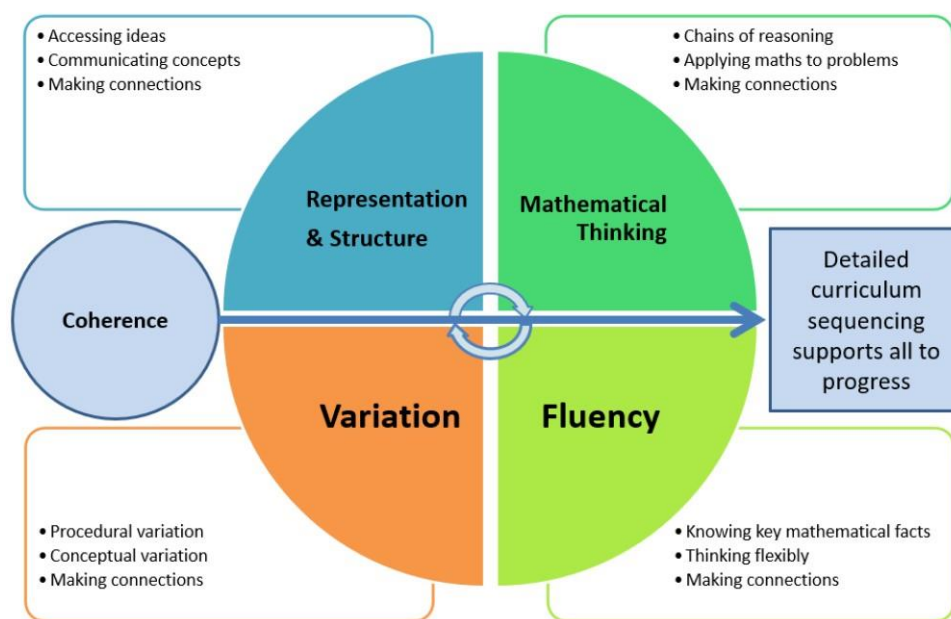 • Accessing ideas
• Communicating concepts
• Making connections
• Chains of reasoning
• Applying maths to problems
• Making connections
Representation
& Structure
Mathematical
Thinking
Coherence
Detailed
curriculum
sequencing
supports all to
progress
Variation
Fluency
• Procedural variation
• Conceptual variation
• Making connections
• Knowing key mathematical facts
• Thinking flexibly
• Making connections